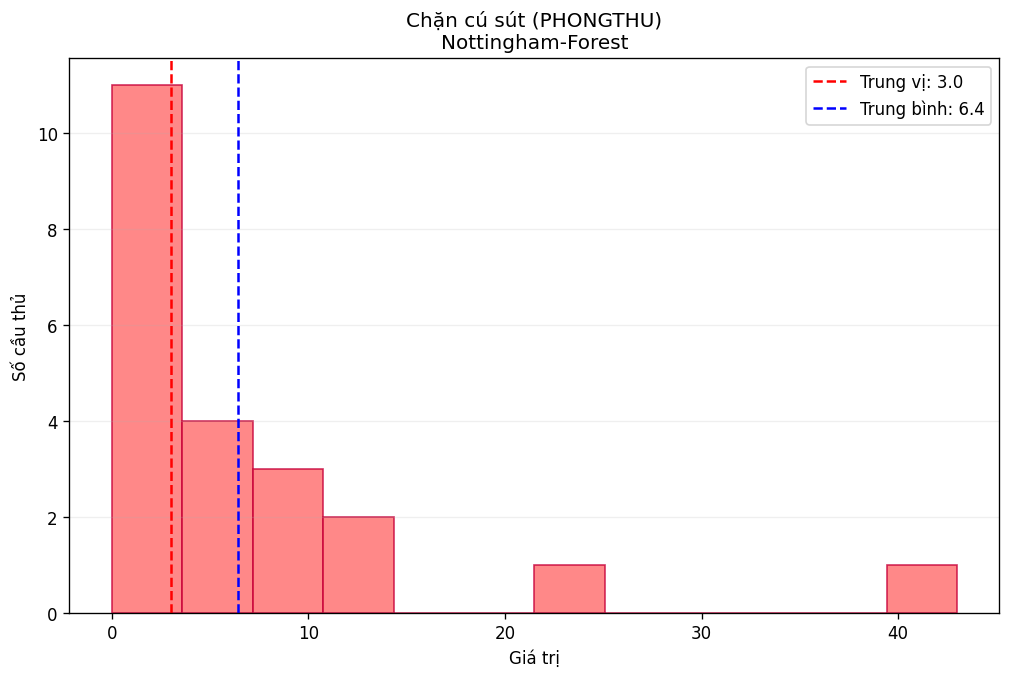 Chặn cú sút (PHONGTHU)
Nottingham-Forest
Trung vị: 3.0
Trung bình: 6.4
Số cầu thủ
10
8
6
4
2
0
0 10 20 30 40
Giá trị